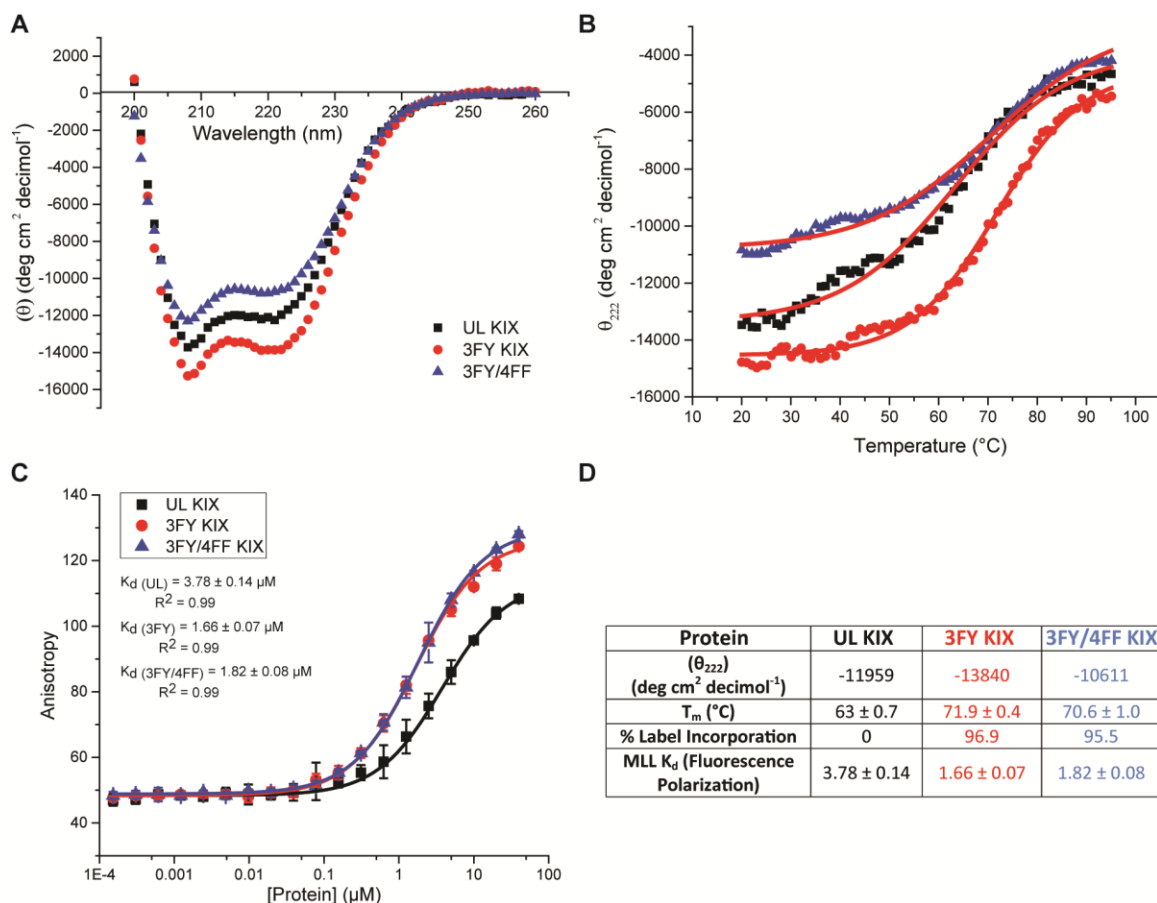 A
2000
0
-2000
-4000
-6000
-8000
-10000
-12000
-14000
-16000
200 210 220 230 240 250 260
Wavelength (nm)
(θ) (deg cm² decimol⁻¹)
UL KIX
3FY KIX
3FY/4FF
B
-4000
-6000
-8000
-10000
-12000
-14000
-16000
θ₂₂₂ (deg cm² decimol⁻¹)
10 20 30 40 50 60 70 80 90 100
Temperature (°C)
C
140
120
100
80
60
40
Anisotropy
UL KIX
3FY KIX
3FY/4FF KIX
Kd (UL) = 3.78 ± 0.14 µM
R² = 0.99
Kd (3FY) = 1.66 ± 0.07 µM
R² = 0.99
Kd (3FY/4FF) = 1.82 ± 0.08 µM
R² = 0.99
1E-4 0.001 0.01 0.1 1 10 100
[Protein] (µM)
D
Protein UL KIX 3FY KIX 3FY/4FF KIX
(θ₂₂₂)
(deg cm² decimol⁻¹) -11959 -13840 -10611
Tm (°C) 63 ± 0.7 71.9 ± 0.4 70.6 ± 1.0
% Label Incorporation 0 96.9 95.5
MLL Kd (Fluorescence
Polarization) 3.78 ± 0.14 1.66 ± 0.07 1.82 ± 0.08